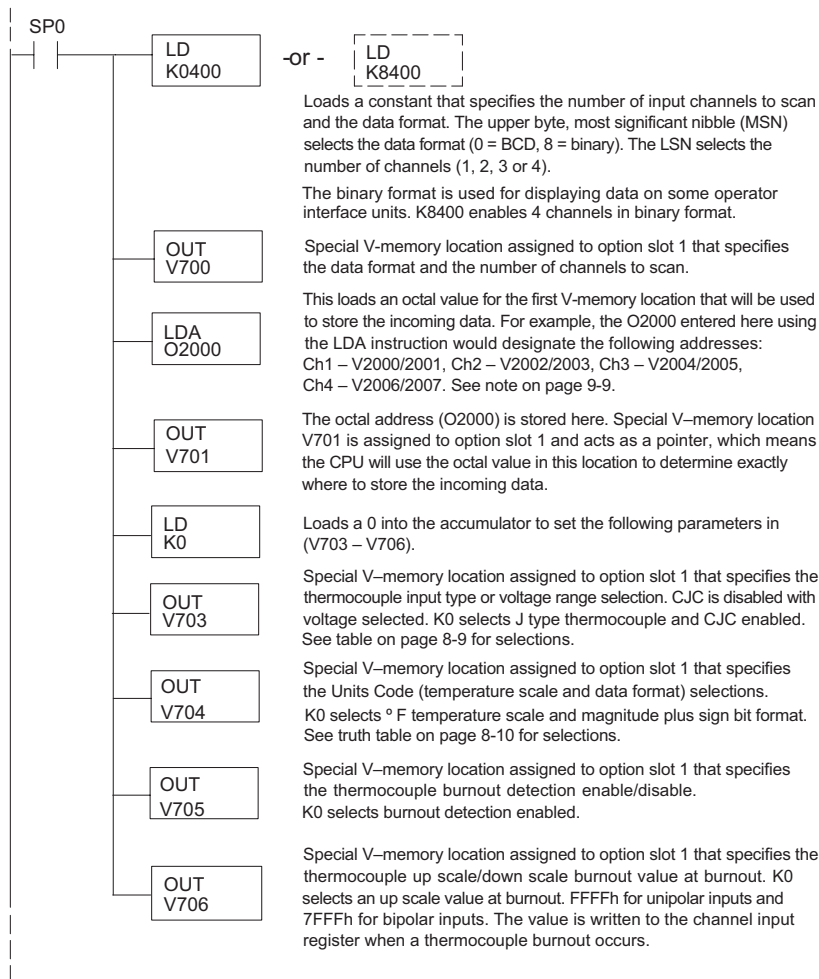 SP0
LD
K0400
-or -
LD
K8400
Loads a constant that specifies the number of input channels to scan
and the data format. The upper byte, most significant nibble (MSN)
selects the data format (0 = BCD, 8 = binary). The LSN selects the
number of channels (1, 2, 3 or 4).
The binary format is used for displaying data on some operator
interface units. K8400 enables 4 channels in binary format.
OUT
V700
Special V-memory location assigned to option slot 1 that specifies
the data format and the number of channels to scan.
LDA
O2000
This loads an octal value for the first V-memory location that will be used
to store the incoming data. For example, the O2000 entered here using
the LDA instruction would designate the following addresses:
Ch1 – V2000/2001, Ch2 – V2002/2003, Ch3 – V2004/2005,
Ch4 – V2006/2007. See note on page 9-9.
OUT
V701
The octal address (O2000) is stored here. Special V–memory location
V701 is assigned to option slot 1 and acts as a pointer, which means
the CPU will use the octal value in this location to determine exactly
where to store the incoming data.
LD
K0
Loads a 0 into the accumulator to set the following parameters in
(V703 – V706).
OUT
V703
Special V–memory location assigned to option slot 1 that specifies the
thermocouple input type or voltage range selection. CJC is disabled with
voltage selected. K0 selects J type thermocouple and CJC enabled.
See table on page 8-9 for selections.
OUT
V704
Special V–memory location assigned to option slot 1 that specifies
the Units Code (temperature scale and data format) selections.
K0 selects º F temperature scale and magnitude plus sign bit format.
See truth table on page 8-10 for selections.
OUT
V705
Special V–memory location assigned to option slot 1 that specifies
the thermocouple burnout detection enable/disable.
K0 selects burnout detection enabled.
OUT
V706
Special V–memory location assigned to option slot 1 that specifies the
thermocouple up scale/down scale burnout value at burnout. K0
selects an up scale value at burnout. FFFFh for unipolar inputs and
7FFFh for bipolar inputs. The value is written to the channel input
register when a thermocouple burnout occurs.